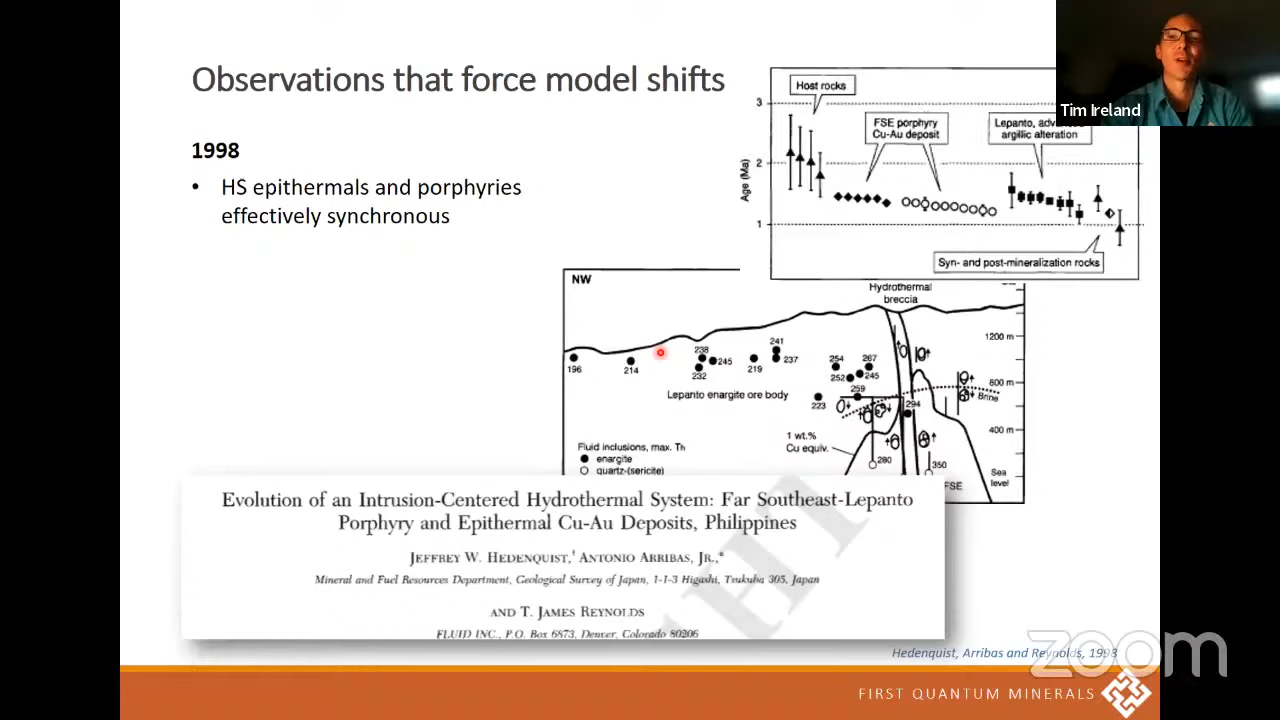 Observations that force model shifts
1998
• HS epithermals and porphyries
effectively synchronous
Tim Ireland
Host rocks
FSE porphyry
Cu-Au deposit
Lepanto,
argillic alteration
Age (Ma)
3
2
1
Syn- and post-mineralization rocks
NW
Hydrothermal
breccia
1200 m
800 m
400 m
Sea
level
Brine
196
214
238
232
245
219
241
237
254
252
267
245
259
223
294
280
350
Lepanto enargite ore body
1 wt.%
Cu equiv.
FSE
Fluid inclusions, max. Th
enargite
quartz-(sericite)
Evolution of an Intrusion-Centered Hydrothermal System: Far Southeast-Lepanto
Porphyry and Epithermal Cu-Au Deposits, Philippines
JEFFREY W. HEDENQUIST,† ANTONIO ARRIBAS, JR.,*
Mineral and Fuel Resources Department, Geological Survey of Japan, 1-1-3 Higashi, Tsukuba 305, Japan
AND T. JAMES REYNOLDS
FLUID INC., P.O. Box 6873, Denver, Colorado 80206
Hedenquist, Arribas and Reynolds, 1998
zoom
FIRST QUANTUM MINERALS